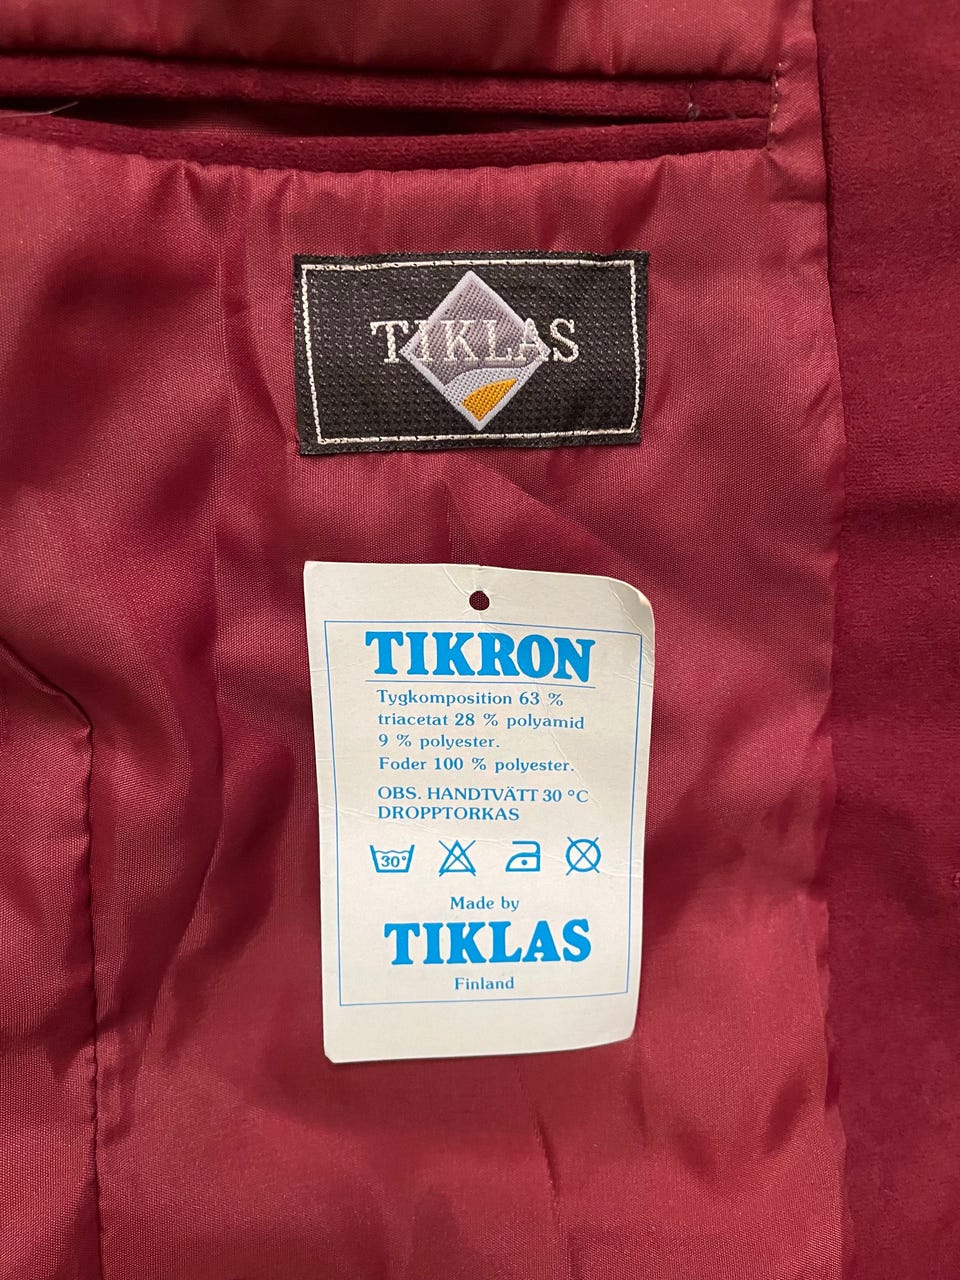 TIKLAS
TIKRON
Tygkomposition 63 %
triacetat 28 % polyamid
9 % polyester.
Foder 100 % polyester.
OBS. HANDTVÄTT 30 °C
DROPPTORKAS
30°
Made by
TIKLAS
Finland